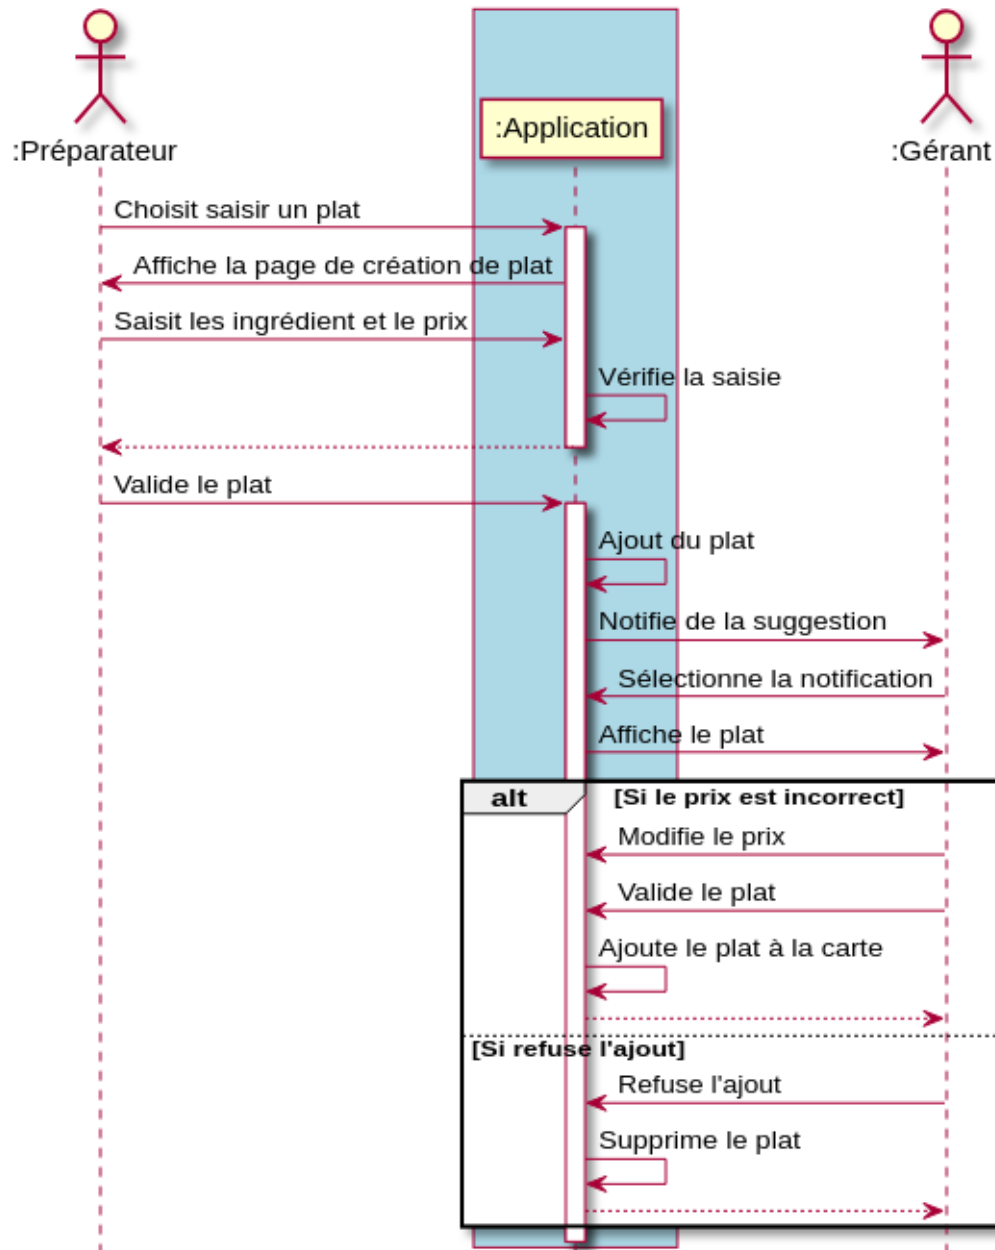 :Préparateur
:Application
:Gérant
Choisit saisir un plat
Affiche la page de création de plat
Saisit les ingrédient et le prix
Vérifie la saisie
Valide le plat
Ajout du plat
Notifie de la suggestion
Sélectionne la notification
Affiche le plat
alt
[Si le prix est incorrect]
Modifie le prix
Valide le plat
Ajoute le plat à la carte
[Si refuse l'ajout]
Refuse l'ajout
Supprime le plat